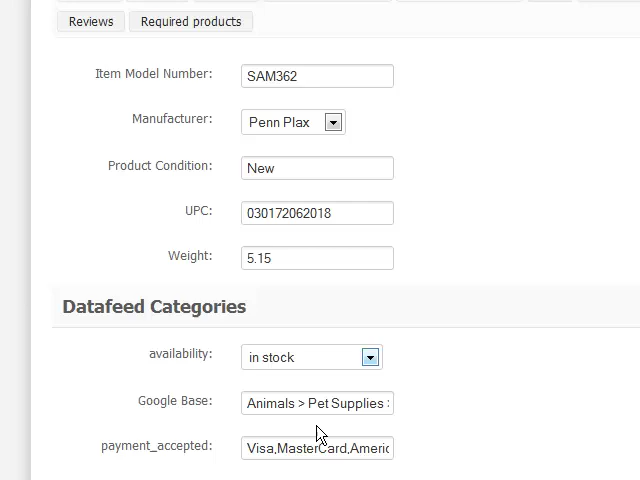 Reviews Required products
Item Model Number: SAM362
Manufacturer: Penn Plax
Product Condition: New
UPC: 030172062018
Weight: 5.15
Datafeed Categories
availability: in stock
Google Base: Animals > Pet Supplies >
payment_accepted: Visa,MasterCard,Americ